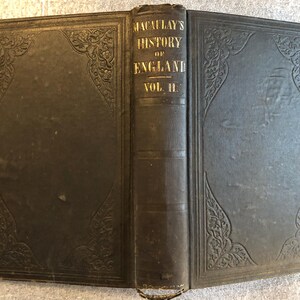 MACAULAY'S
HISTORY
OF
ENGLAND
VOL. II.